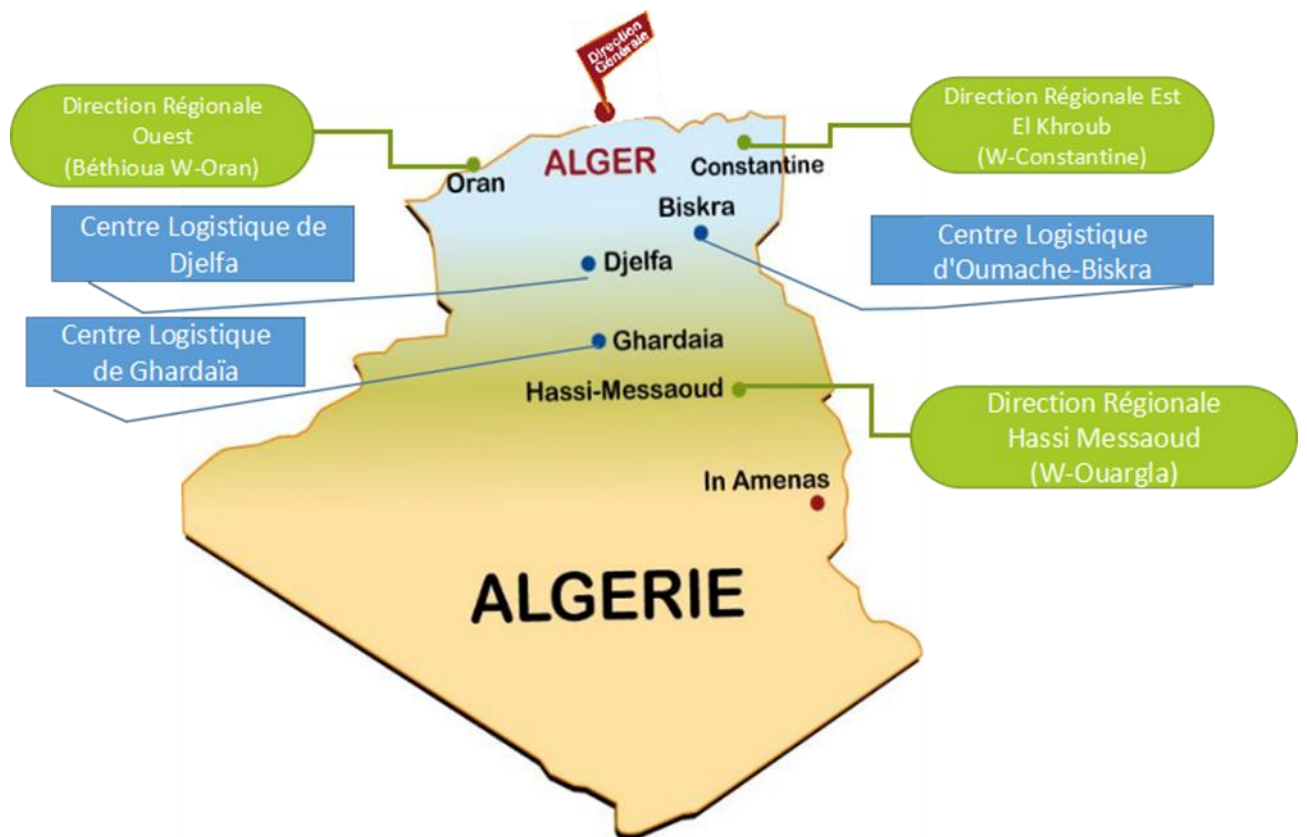 Direction
Générale
Direction Régionale
Ouest
(Béthioua W-Oran)
Direction Régionale Est
El Khroub
(W-Constantine)
ALGER
Constantine
Oran
Biskra
Centre Logistique de
Djelfa
Centre Logistique
d'Oumache-Biskra
Djelfa
Centre Logistique
de Ghardaïa
Ghardaia
Hassi-Messaoud
Direction Régionale
Hassi Messaoud
(W-Ouargla)
In Amenas
ALGERIE